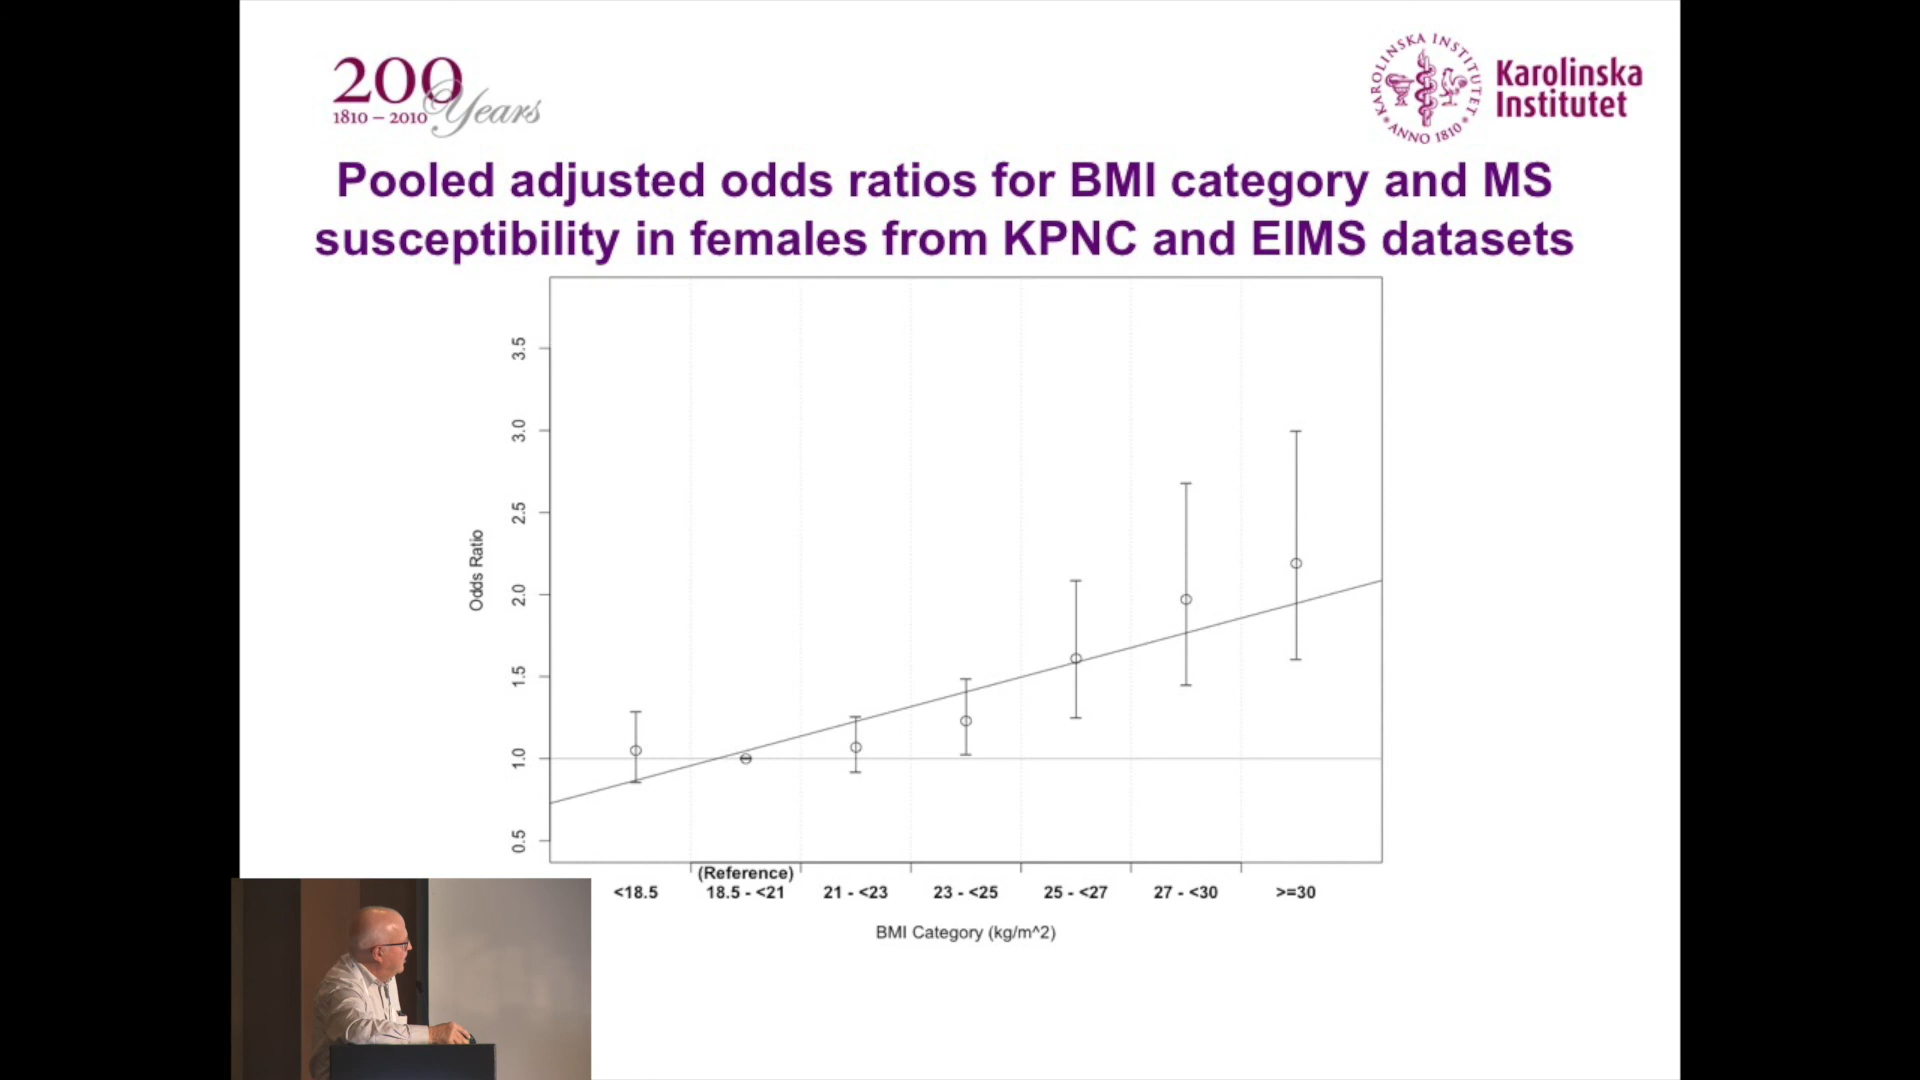 200 Years
1810 – 2010
KAROLINSKA INSTITUTET
ANNO 1810
Karolinska
Institutet
Pooled adjusted odds ratios for BMI category and MS
susceptibility in females from KPNC and EIMS datasets
3.5
3.0
2.5
2.0
1.5
1.0
0.5
Odds Ratio
(Reference)
<18.5 18.5 - <21 21 - <23 23 - <25 25 - <27 27 - <30 >=30
BMI Category (kg/m^2)